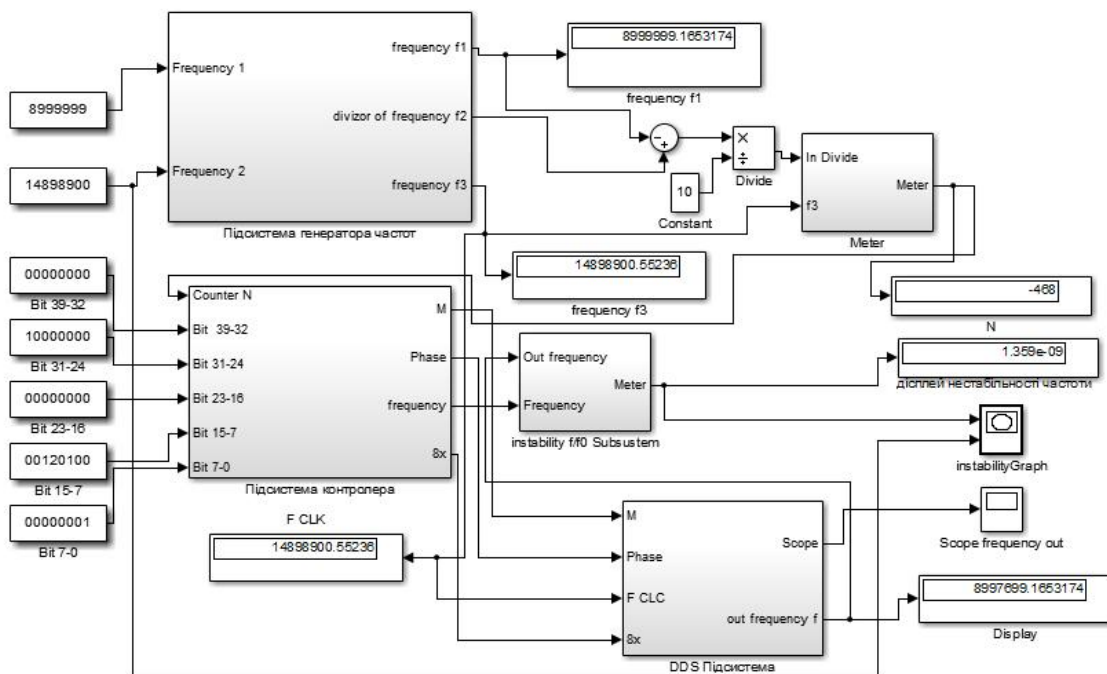 8999999
14898900
Frequency 1
Frequency 2
frequency f1
divizor of frequency f2
frequency f3
Підсистема генератора частот
8999999.1653174
frequency f1
-
+
×
÷
Divide
10
Constant
In Divide
f3
Meter
Meter
14898900.55236
frequency f3
-468
N
00000000
Bit 39-32
10000000
Bit 31-24
00000000
Bit 23-16
00120100
Bit 15-7
00000001
Bit 7-0
Counter N
Bit 39-32
Bit 31-24
Bit 23-16
Bit 15-7
Bit 7-0
M
Phase
frequency
8x
Підсистема контролера
Out frequency
Frequency
Meter
instability f/f0 Subsustem
1.359e-09
дісплей нестабільності частоти
instabilityGraph
Scope frequency out
F CLK
14898900.55236
M
Phase
F CLC
8x
Scope
out frequency f
DDS Підсистема
8997699.1653174
Display